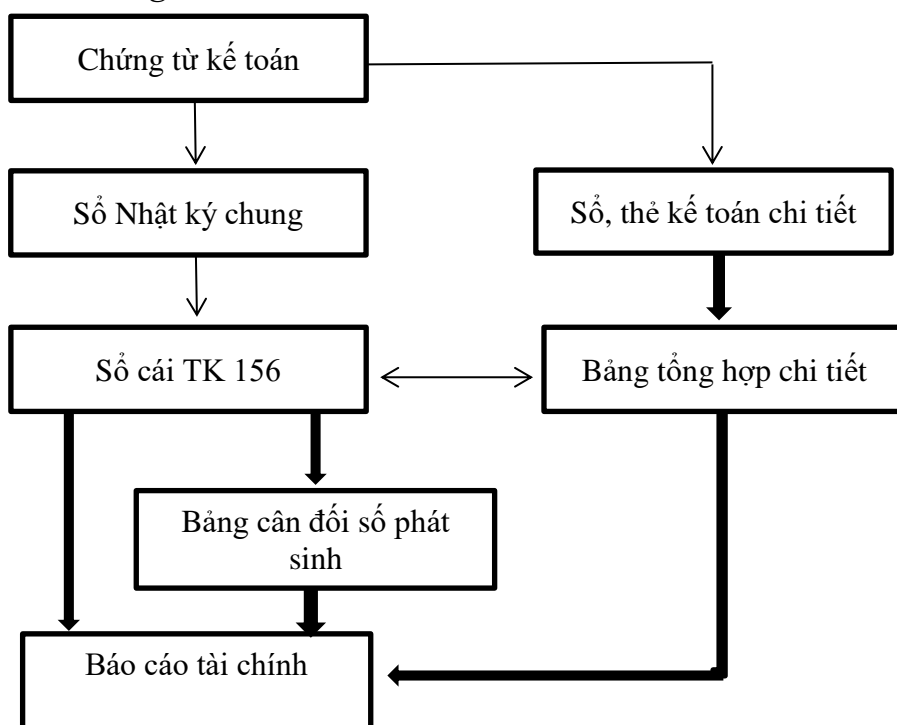 Chứng từ kế toán
Sổ Nhật ký chung
Sổ, thẻ kế toán chi tiết
Sổ cái TK 156
Bảng tổng hợp chi tiết
Bảng cân đối số phát
sinh
Báo cáo tài chính